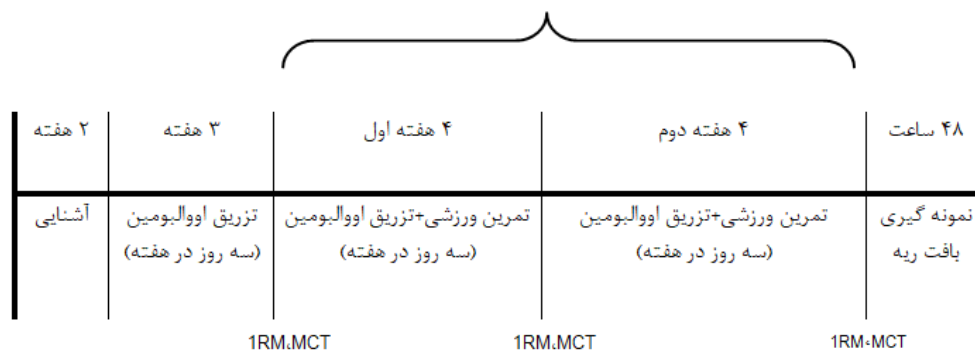 ۲ هفته
۳ هفته
۴ هفته اول
۴ هفته دوم
۴۸ ساعت
آشنایی
تزریق اووالبومین
(سه روز در هفته)
تمرین ورزشی+تزریق اووالبومین
(سه روز در هفته)
تمرین ورزشی+تزریق اووالبومین
(سه روز در هفته)
نمونه گیری
بافت ریه
1RM،MCT
1RM،MCT
1RM،MCT